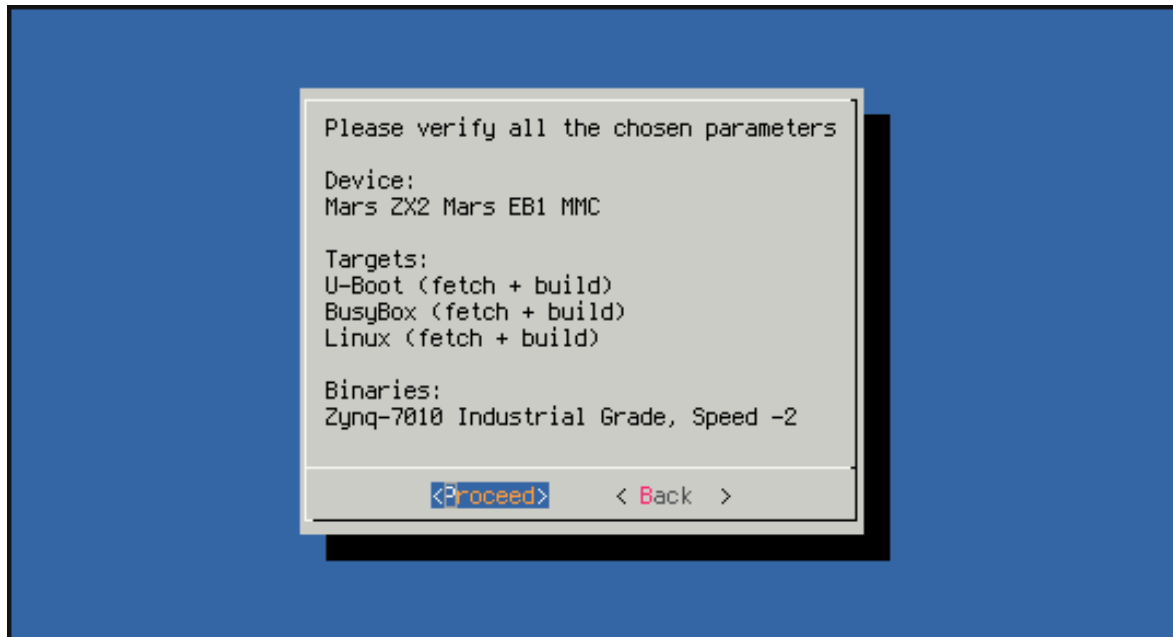 Please verify all the chosen parameters
Device:
Mars ZX2 Mars EB1 MMC
Targets:
U-Boot (fetch + build)
BusyBox (fetch + build)
Linux (fetch + build)
Binaries:
Zynq-7010 Industrial Grade, Speed -2
<Proceed> < Back >